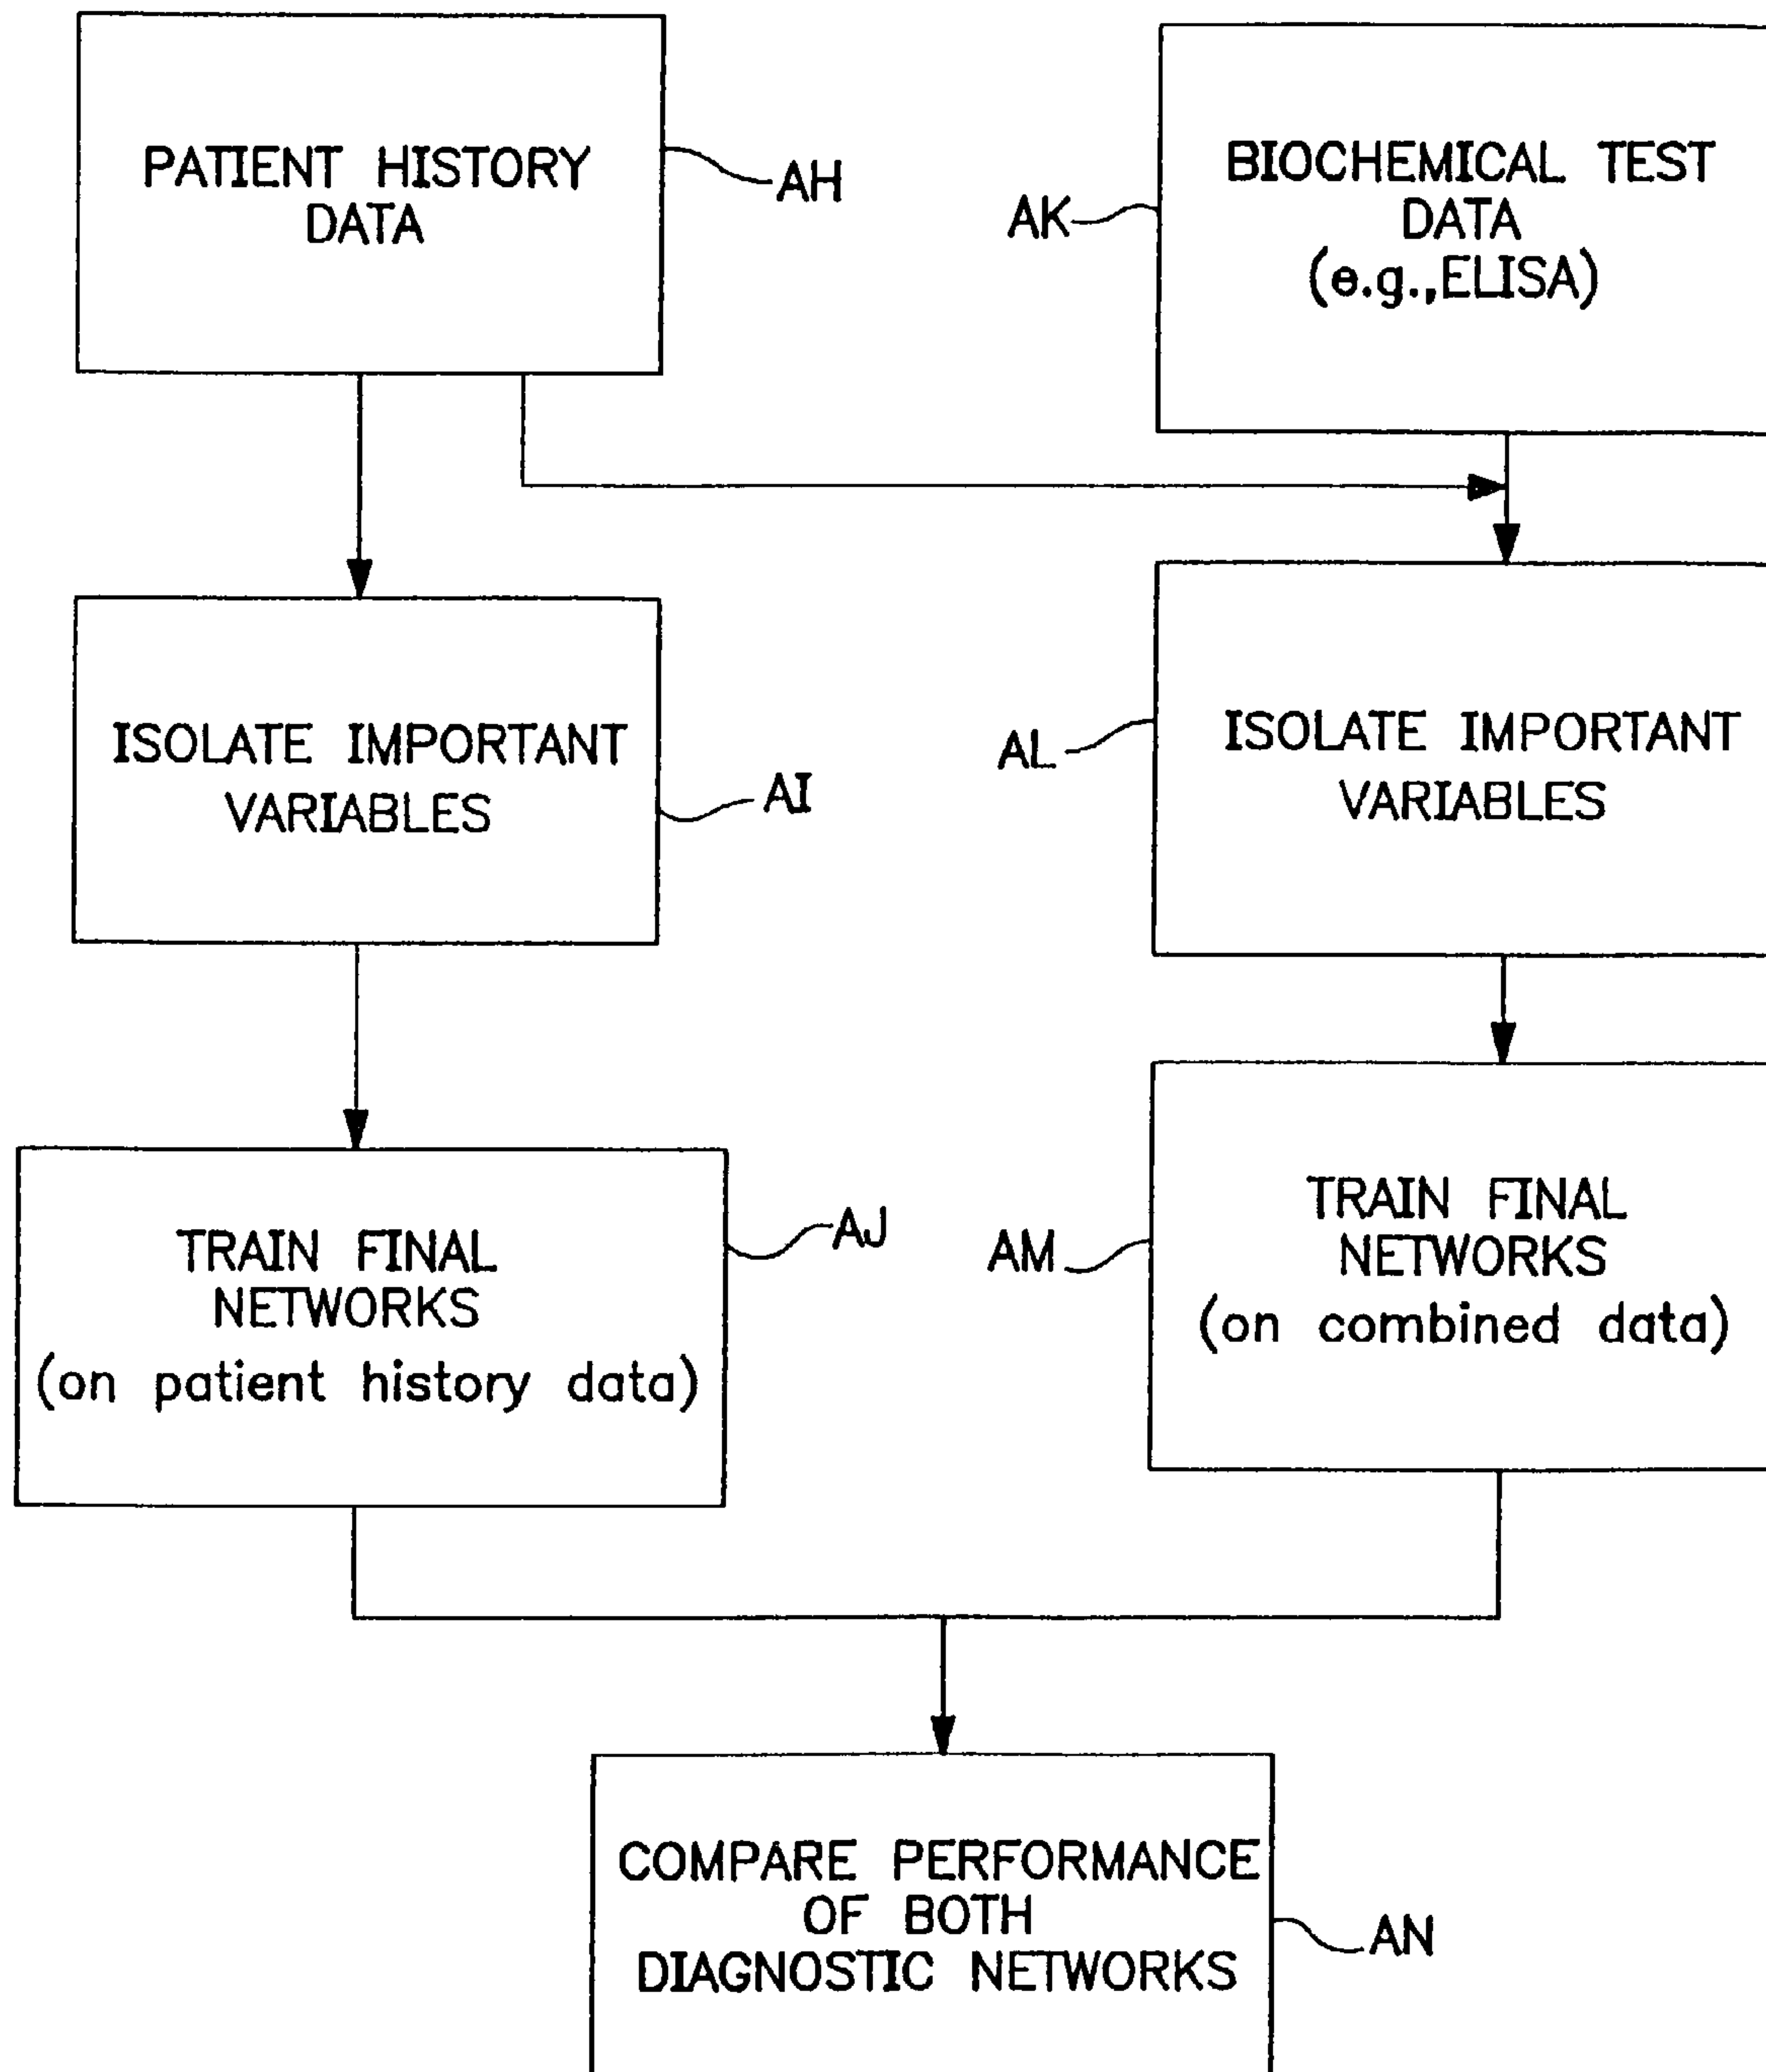 PATIENT HISTORY
DATA
AH
BIOCHEMICAL TEST
DATA
(e.g.,ELISA)
AK
ISOLATE IMPORTANT
VARIABLES
AI
ISOLATE IMPORTANT
VARIABLES
AL
TRAIN FINAL
NETWORKS
(on patient history data)
AJ
TRAIN FINAL
NETWORKS
(on combined data)
AM
COMPARE PERFORMANCE
OF BOTH
DIAGNOSTIC NETWORKS
AN